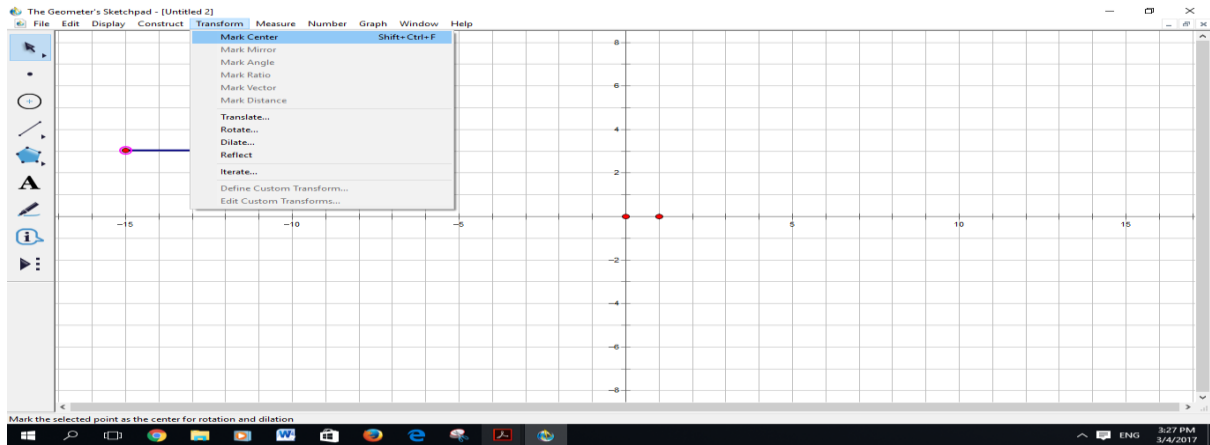 The Geometer's Sketchpad - [Untitled 2]
File Edit Display Construct Transform Measure Number Graph Window Help
Mark Center Shift+Ctrl+F
Mark Mirror
Mark Angle
Mark Ratio
Mark Vector
Mark Distance
Translate...
Rotate...
Dilate...
Reflect
Iterate...
Define Custom Transform...
Edit Custom Transforms...
A
8
6
4
2
−15 −10 −5 5 10 15
−2
−4
−6
−8
Mark the selected point as the center for rotation and dilation
ENG
3:27 PM
3/4/2017